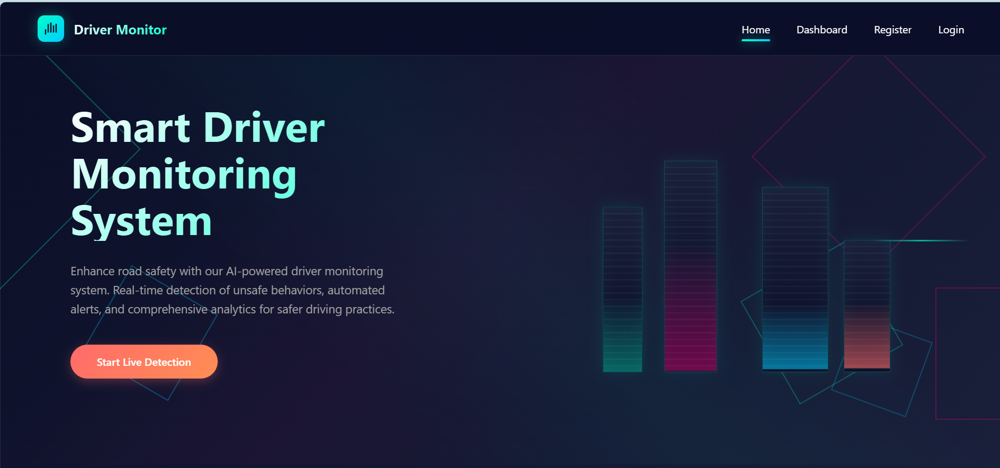 Driver Monitor
Home Dashboard Register Login
Smart Driver
Monitoring
System
Enhance road safety with our AI-powered driver monitoring
system. Real-time detection of unsafe behaviors, automated
alerts, and comprehensive analytics for safer driving practices.
Start Live Detection